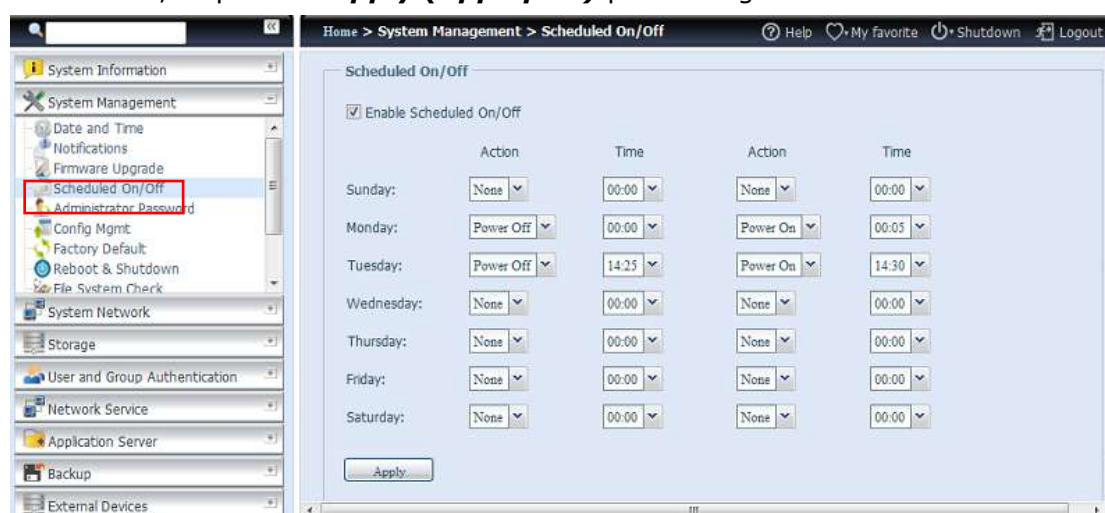 Apply
Home > System Management > Scheduled On/Off
Help
My favorite
Shutdown
Logout
System Information
System Management
Date and Time
Notifications
Firmware Upgrade
Scheduled On/Off
Administrator Password
Config Mgmt
Factory Default
Reboot & Shutdown
File System Check
System Network
Storage
User and Group Authentication
Network Service
Application Server
Backup
External Devices
Scheduled On/Off
Enable Scheduled On/Off
Action Time Action Time
Sunday: None 00:00 None 00:00
Monday: Power Off 00:00 Power On 00:05
Tuesday: Power Off 14:25 Power On 14:30
Wednesday: None 00:00 None 00:00
Thursday: None 00:00 None 00:00
Friday: None 00:00 None 00:00
Saturday: None 00:00 None 00:00
Apply